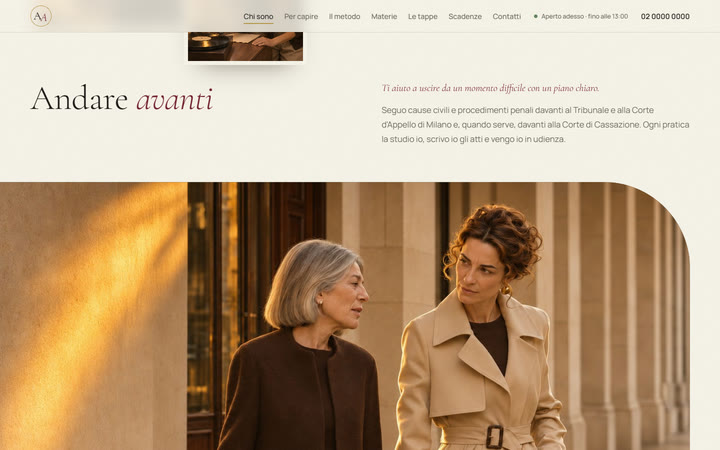 AA
Chi sono Per capire Il metodo Materie Le tappe Scadenze Contatti Aperto adesso · fino alle 13:00 02 0000 0000
Andare avanti
Ti aiuto a uscire da un momento difficile con un piano chiaro.
Seguo cause civili e procedimenti penali davanti al Tribunale e alla Corte
d'Appello di Milano e, quando serve, davanti alla Corte di Cassazione. Ogni pratica
la studio io, scrivo io gli atti e vengo io in udienza.